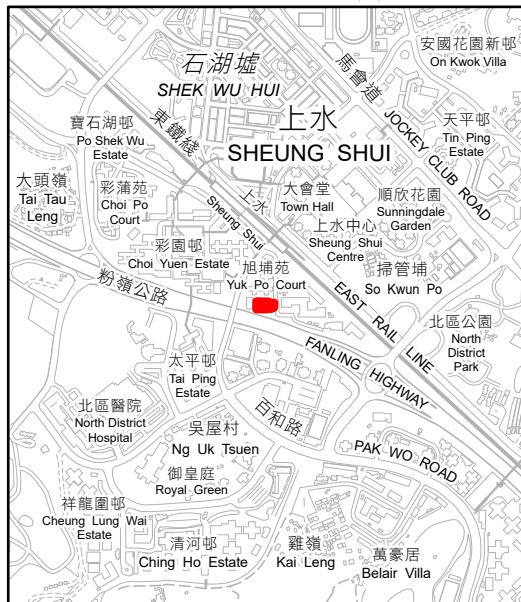 安國花園新邨
On Kwok Villa
石湖墟
SHEK WU HUI
馬會道
JOCKEY CLUB ROAD
寶石湖邨
Po Shek Wu
Estate
東鐵綫
上水
SHEUNG SHUI
天平邨
Tin Ping
Estate
大頭嶺
Tai Tau
Leng
彩蒲苑
Choi Po
Court
上水
Sheung Shui
大會堂
Town Hall
順欣花園
Sunningdale
Garden
彩園邨
Choi Yuen Estate
上水中心
Sheung Shui
Centre
旭埔苑
Yuk Po Court
掃管埔
So Kwun Po
粉嶺公路
EAST RAIL LINE
北區公園
North
District
Park
FANLING HIGHWAY
太平邨
Tai Ping
Estate
北區醫院
North District
Hospital
百和路
PAK WO ROAD
吳屋村
Ng Uk Tsuen
御皇庭
Royal Green
祥龍圍邨
Cheung Lung Wai
Estate
清河邨
Ching Ho Estate
雞嶺
Kai Leng
萬豪居
Belair Villa